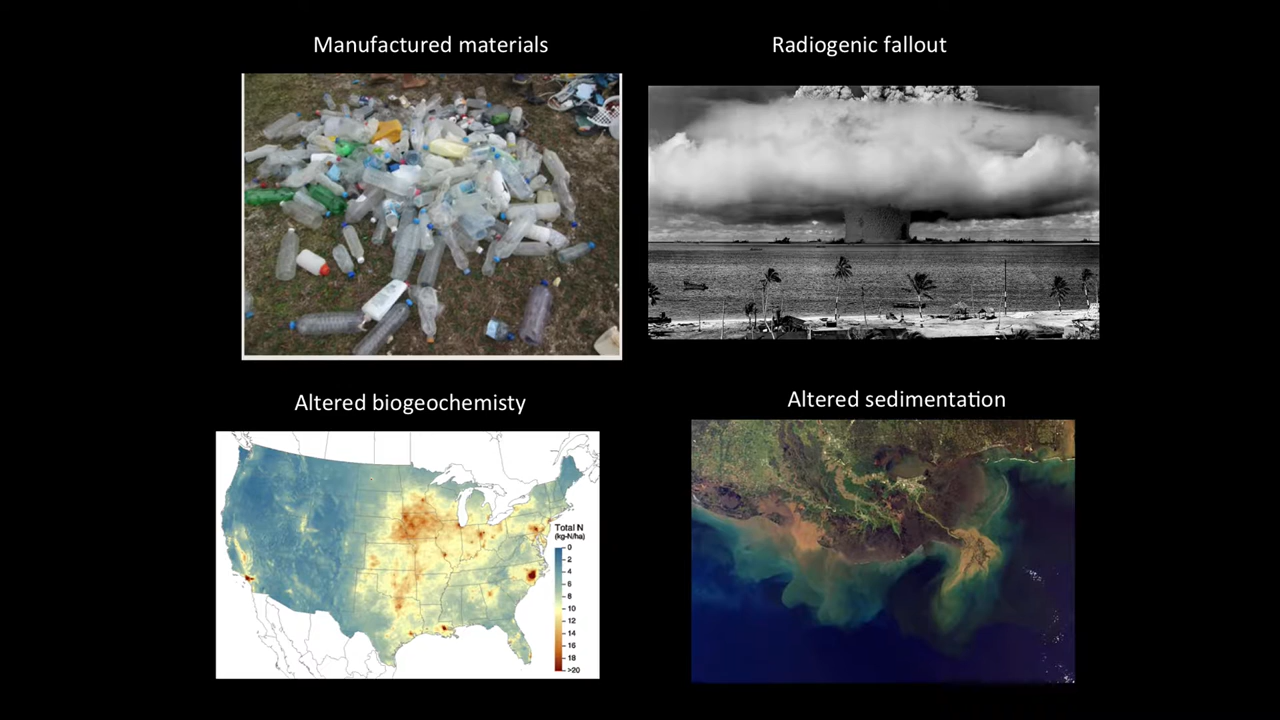 Manufactured materials
Radiogenic fallout
Altered biogeochemisty
Altered sedimentation
Total N
(kg-N/ha)
0
2
4
6
8
10
12
14
16
18
>20